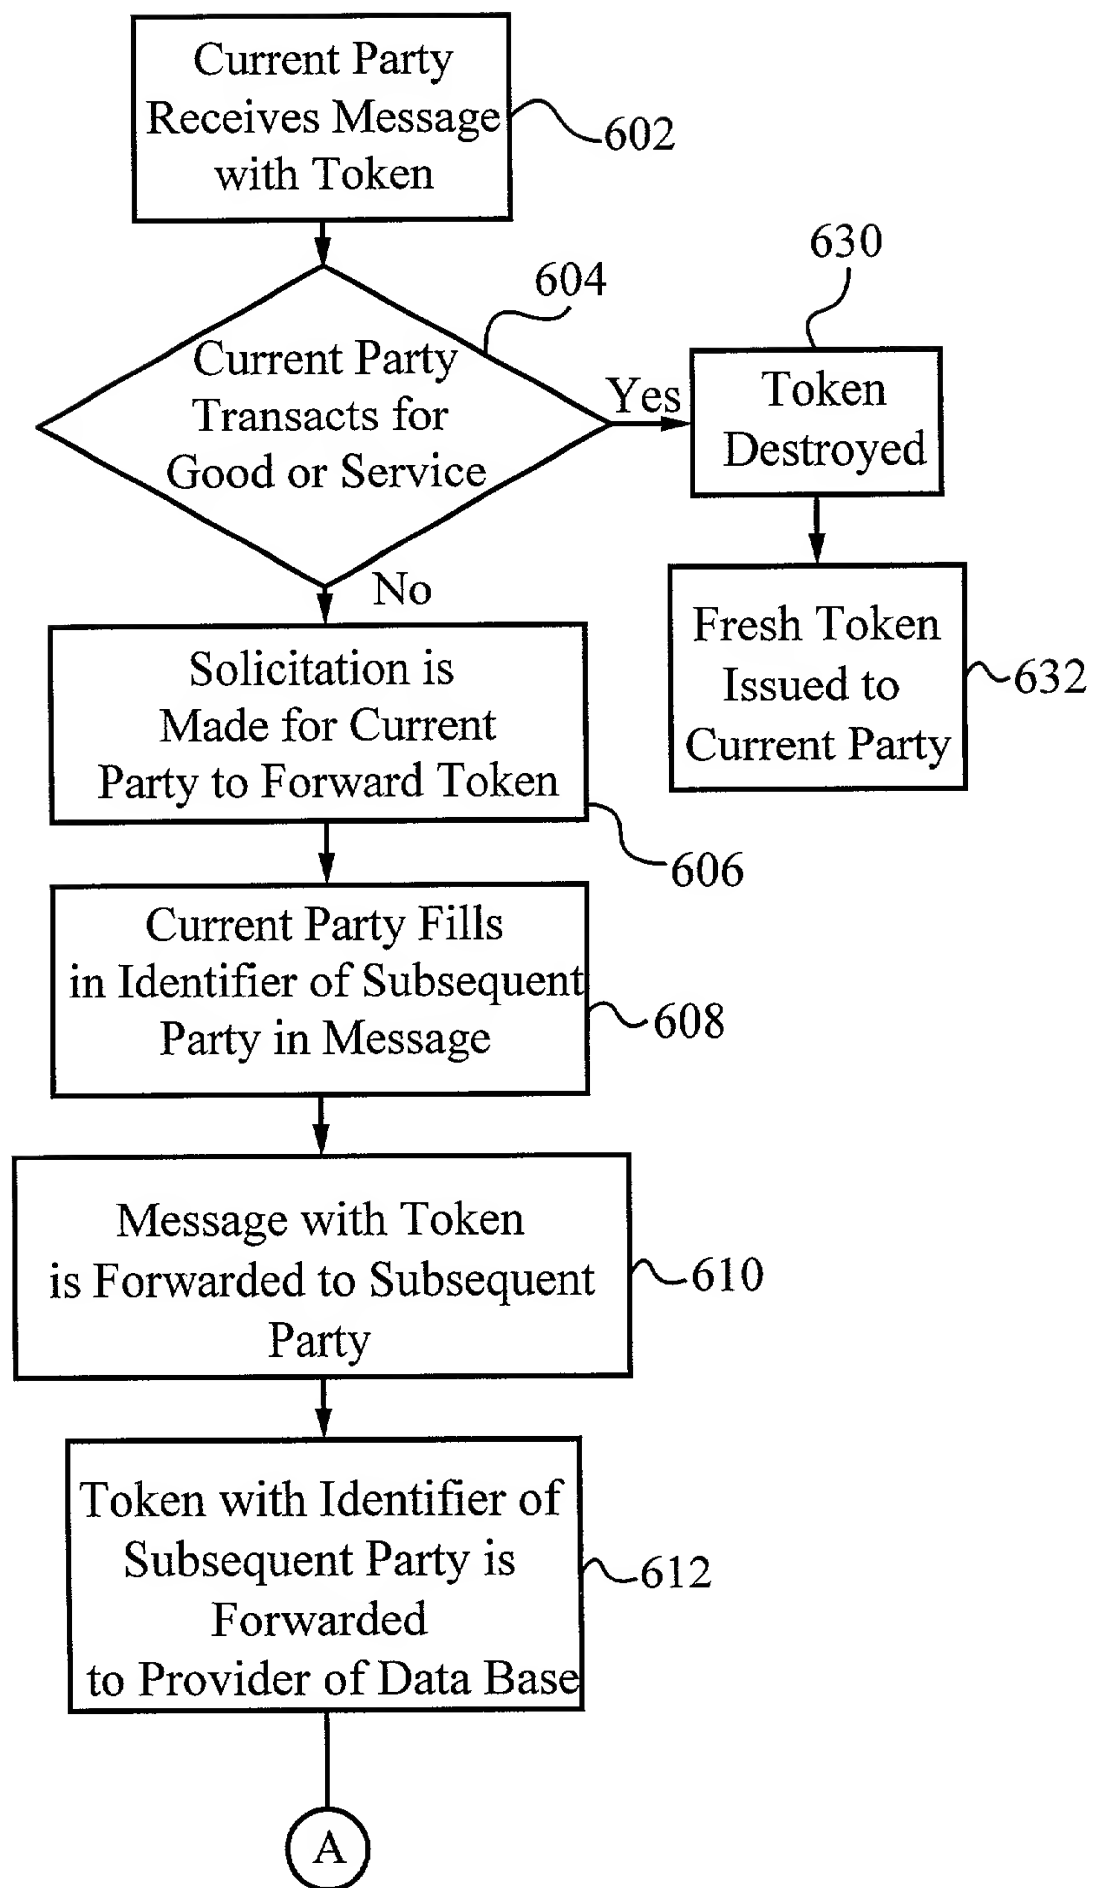 Current Party
Receives Message
with Token
602
604
Current Party
Transacts for
Good or Service
Yes
630
Token
Destroyed
Fresh Token
Issued to
Current Party
632
No
Solicitation is
Made for Current
Party to Forward Token
606
Current Party Fills
in Identifier of Subsequent
Party in Message
608
Message with Token
is Forwarded to Subsequent
Party
610
Token with Identifier of
Subsequent Party is
Forwarded
to Provider of Data Base
612
A